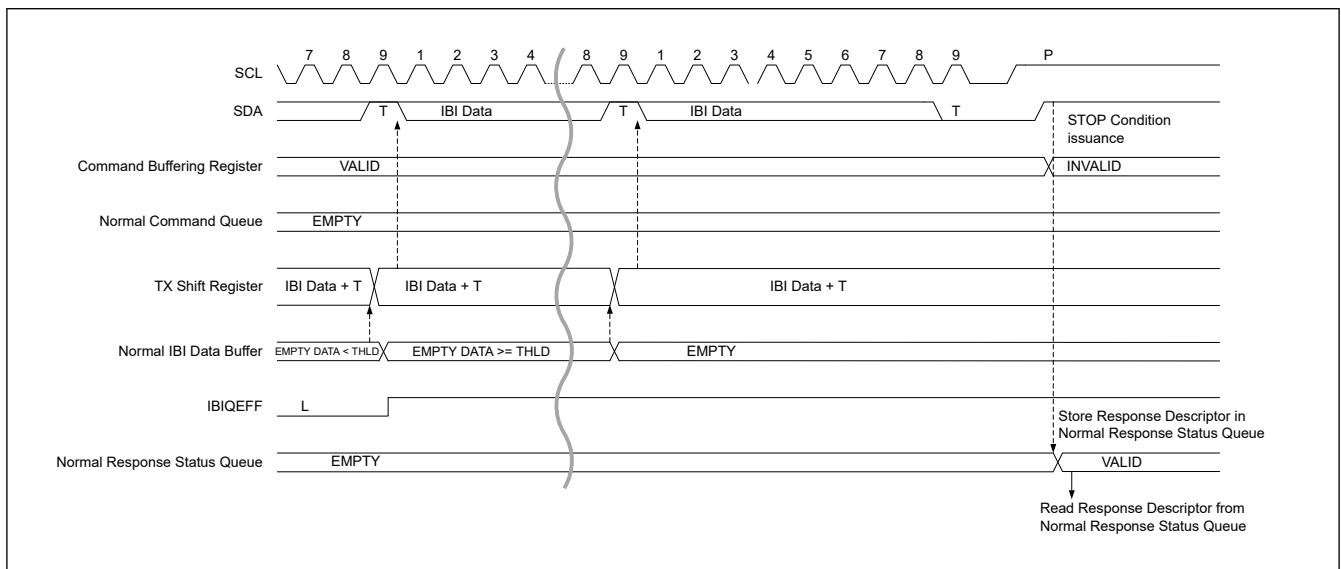 7 8 9 1 2 3 4 8 9 1 2 3 4 5 6 7 8 9 P
SCL
SDA T IBI Data T IBI Data T
STOP Condition
issuance
Command Buffering Register VALID INVALID
Normal Command Queue EMPTY
TX Shift Register IBI Data + T IBI Data + T IBI Data + T
Normal IBI Data Buffer EMPTY DATA < THLD EMPTY DATA >= THLD EMPTY
IBIQEFF L
Store Response Descriptor in
Normal Response Status Queue
Normal Response Status Queue EMPTY VALID
Read Response Descriptor from
Normal Response Status Queue